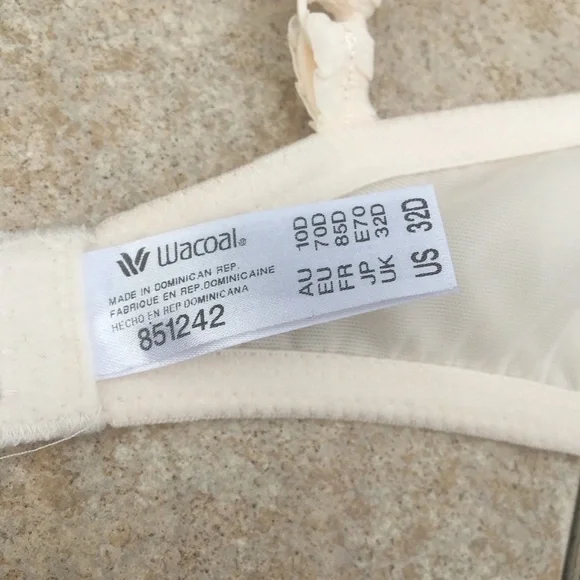 Wacoal®
MADE IN DOMINICAN REP.
FABRIQUE EN REP.DOMINICAINE
HECHO EN REP.DOMINICANA
851242
AU 10D
EU 70D
FR 85D
JP E70
UK 32D
US 32D